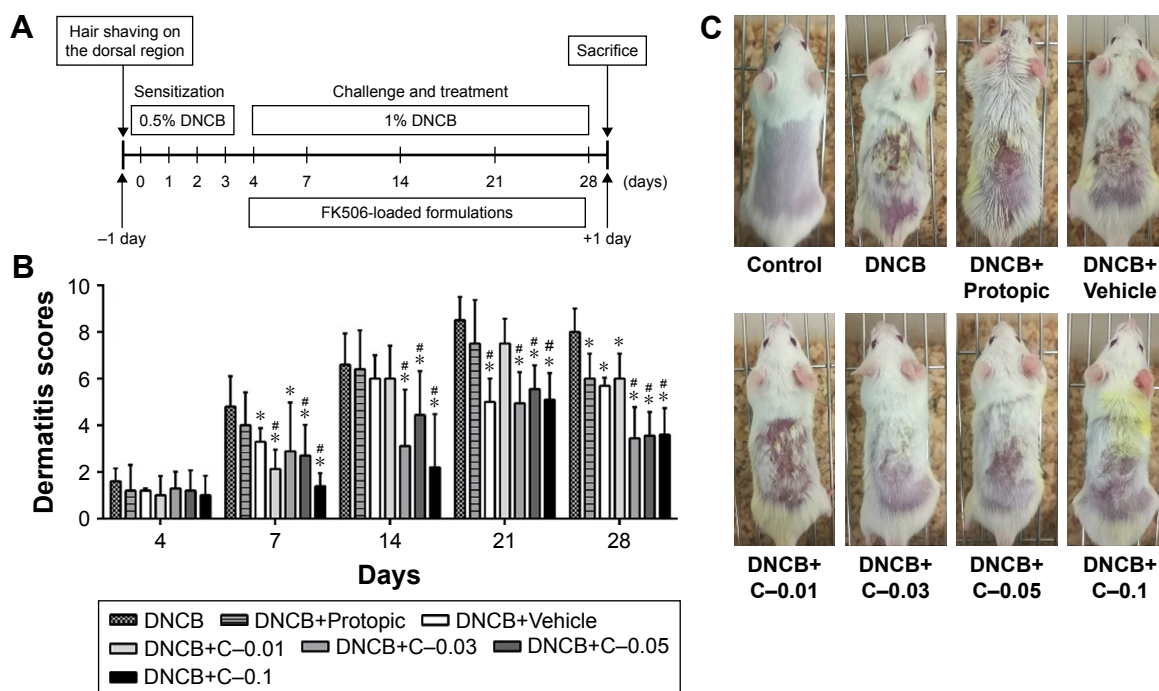 A
Hair shaving on
the dorsal region
Sacrifice
Sensitization
Challenge and treatment
0.5% DNCB
1% DNCB
0 1 2 3 4 7 14 21 28 (days)
FK506-loaded formulations
–1 day
+1 day
B
Dermatitis scores
10
8
6
4
2
0
* # * * # * # *
# * # * # *
# * # * # * # *
* * * # * # * # *
4 7 14 21 28
Days
DNCB DNCB+Protopic DNCB+Vehicle
DNCB+C–0.01 DNCB+C–0.03 DNCB+C–0.05
DNCB+C–0.1
C
Control
DNCB
DNCB+
Protopic
DNCB+
Vehicle
DNCB+
C–0.01
DNCB+
C–0.03
DNCB+
C–0.05
DNCB+
C–0.1